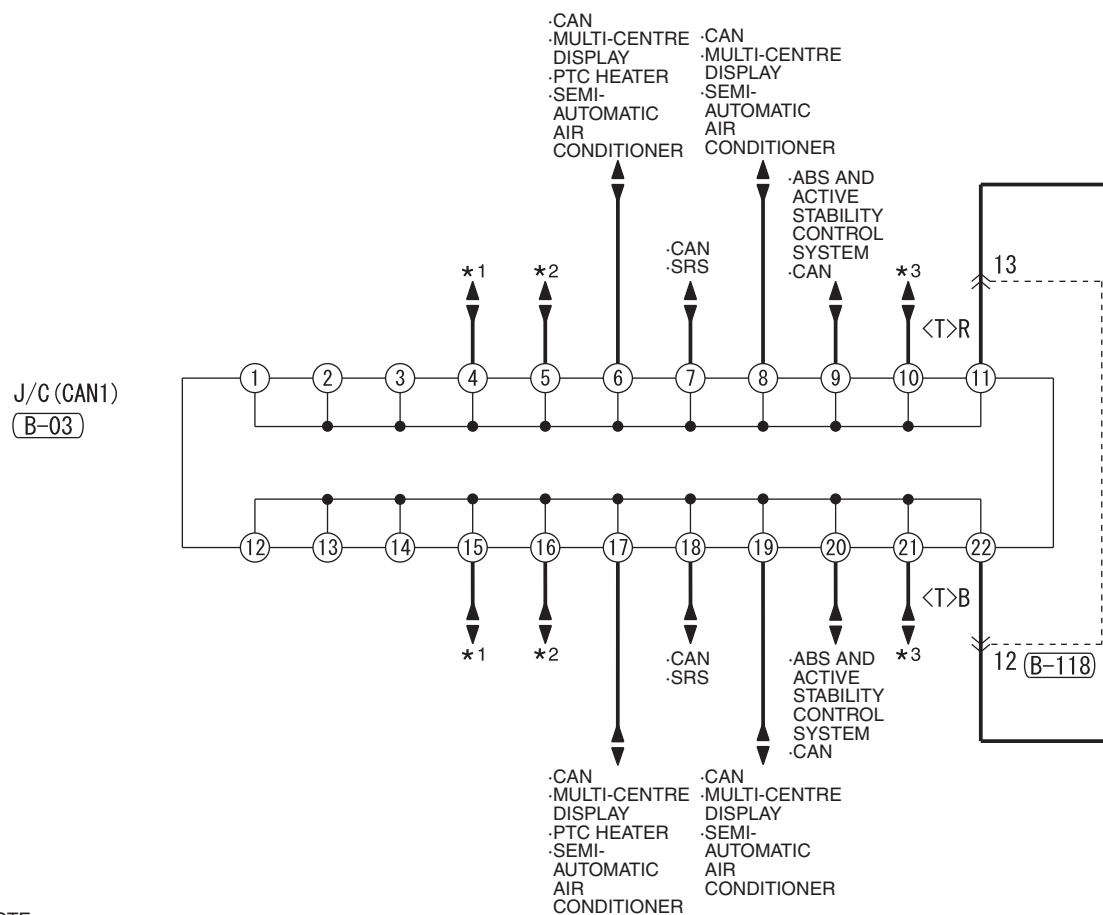 ·CAN
·MULTI-CENTRE
DISPLAY
·PTC HEATER
·SEMI-
AUTOMATIC
AIR
CONDITIONER
·CAN
·MULTI-CENTRE
DISPLAY
·SEMI-
AUTOMATIC
AIR
CONDITIONER
·ABS AND
ACTIVE
STABILITY
CONTROL
SYSTEM
·CAN
·CAN
·SRS
*1
*2
*3
13
<T>R
J/C(CAN1)
B-03
1 2 3 4 5 6 7 8 9 10 11
12 13 14 15 16 17 18 19 20 21 22
<T>B
*1
*2
·CAN
·SRS
·ABS AND
ACTIVE
STABILITY
CONTROL
SYSTEM
·CAN
*3
12 B-118
·CAN
·MULTI-CENTRE
DISPLAY
·PTC HEATER
·SEMI-
AUTOMATIC
AIR
CONDITIONER
·CAN
·MULTI-CENTRE
DISPLAY
·SEMI-
AUTOMATIC
AIR
CONDITIONER